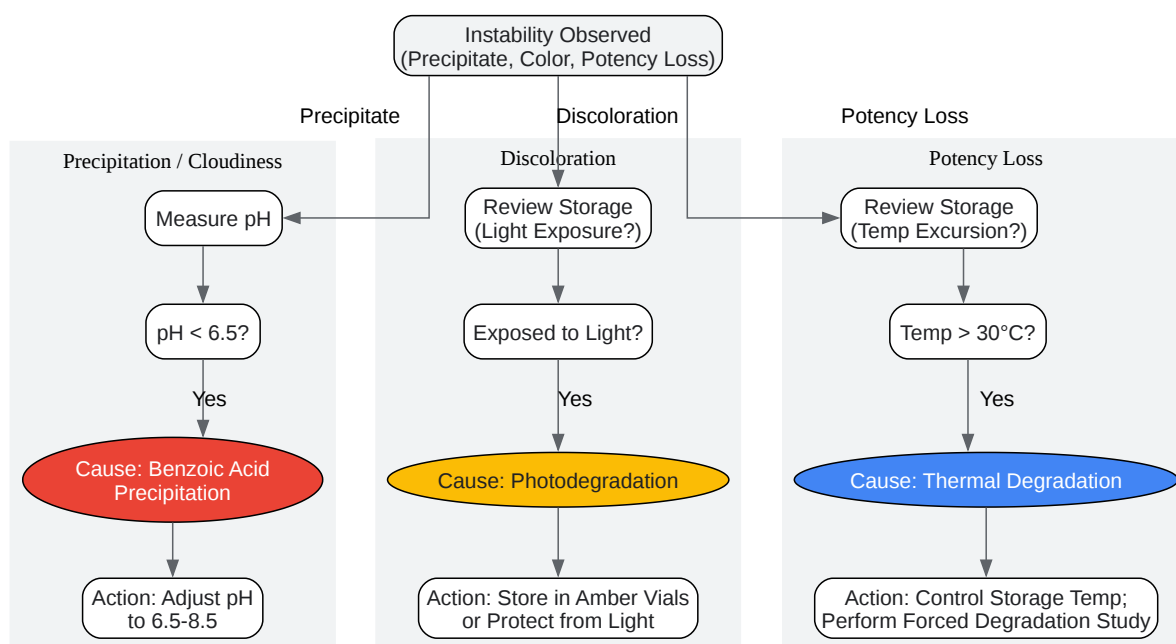 Instability Observed
(Precipitate, Color, Potency Loss)
Precipitate
Discoloration
Potency Loss
Precipitation / Cloudiness
Measure pH
pH < 6.5?
Yes
Cause: Benzoic Acid
Precipitation
Action: Adjust pH
to 6.5-8.5
Discoloration
Review Storage
(Light Exposure?)
Exposed to Light?
Yes
Cause: Photodegradation
Action: Store in Amber Vials
or Protect from Light
Potency Loss
Review Storage
(Temp Excursion?)
Temp > 30°C?
Yes
Cause: Thermal Degradation
Action: Control Storage Temp;
Perform Forced Degradation Study